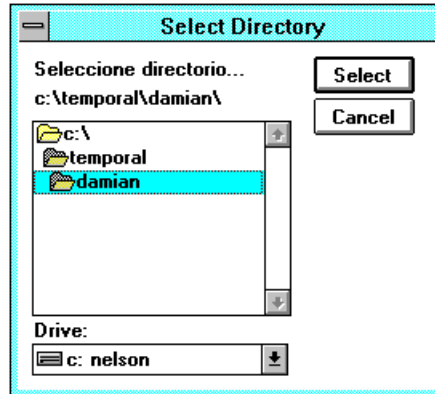 Select Directory
Seleccione directorio...
c:\temporal\damian\
Select
Cancel
c:\
temporal
damian
Drive:
c: nelson